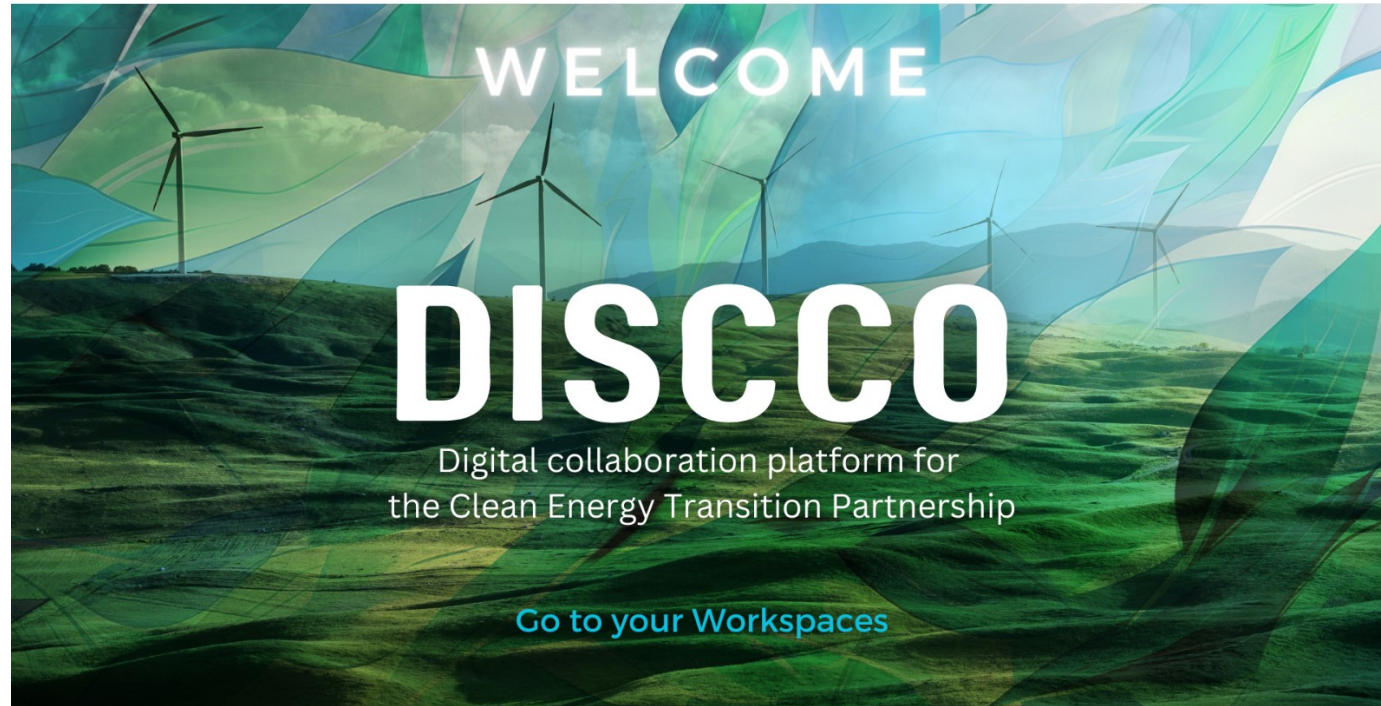 WELCOME
DISCCO
Digital collaboration platform for
the Clean Energy Transition Partnership
Go to your Workspaces